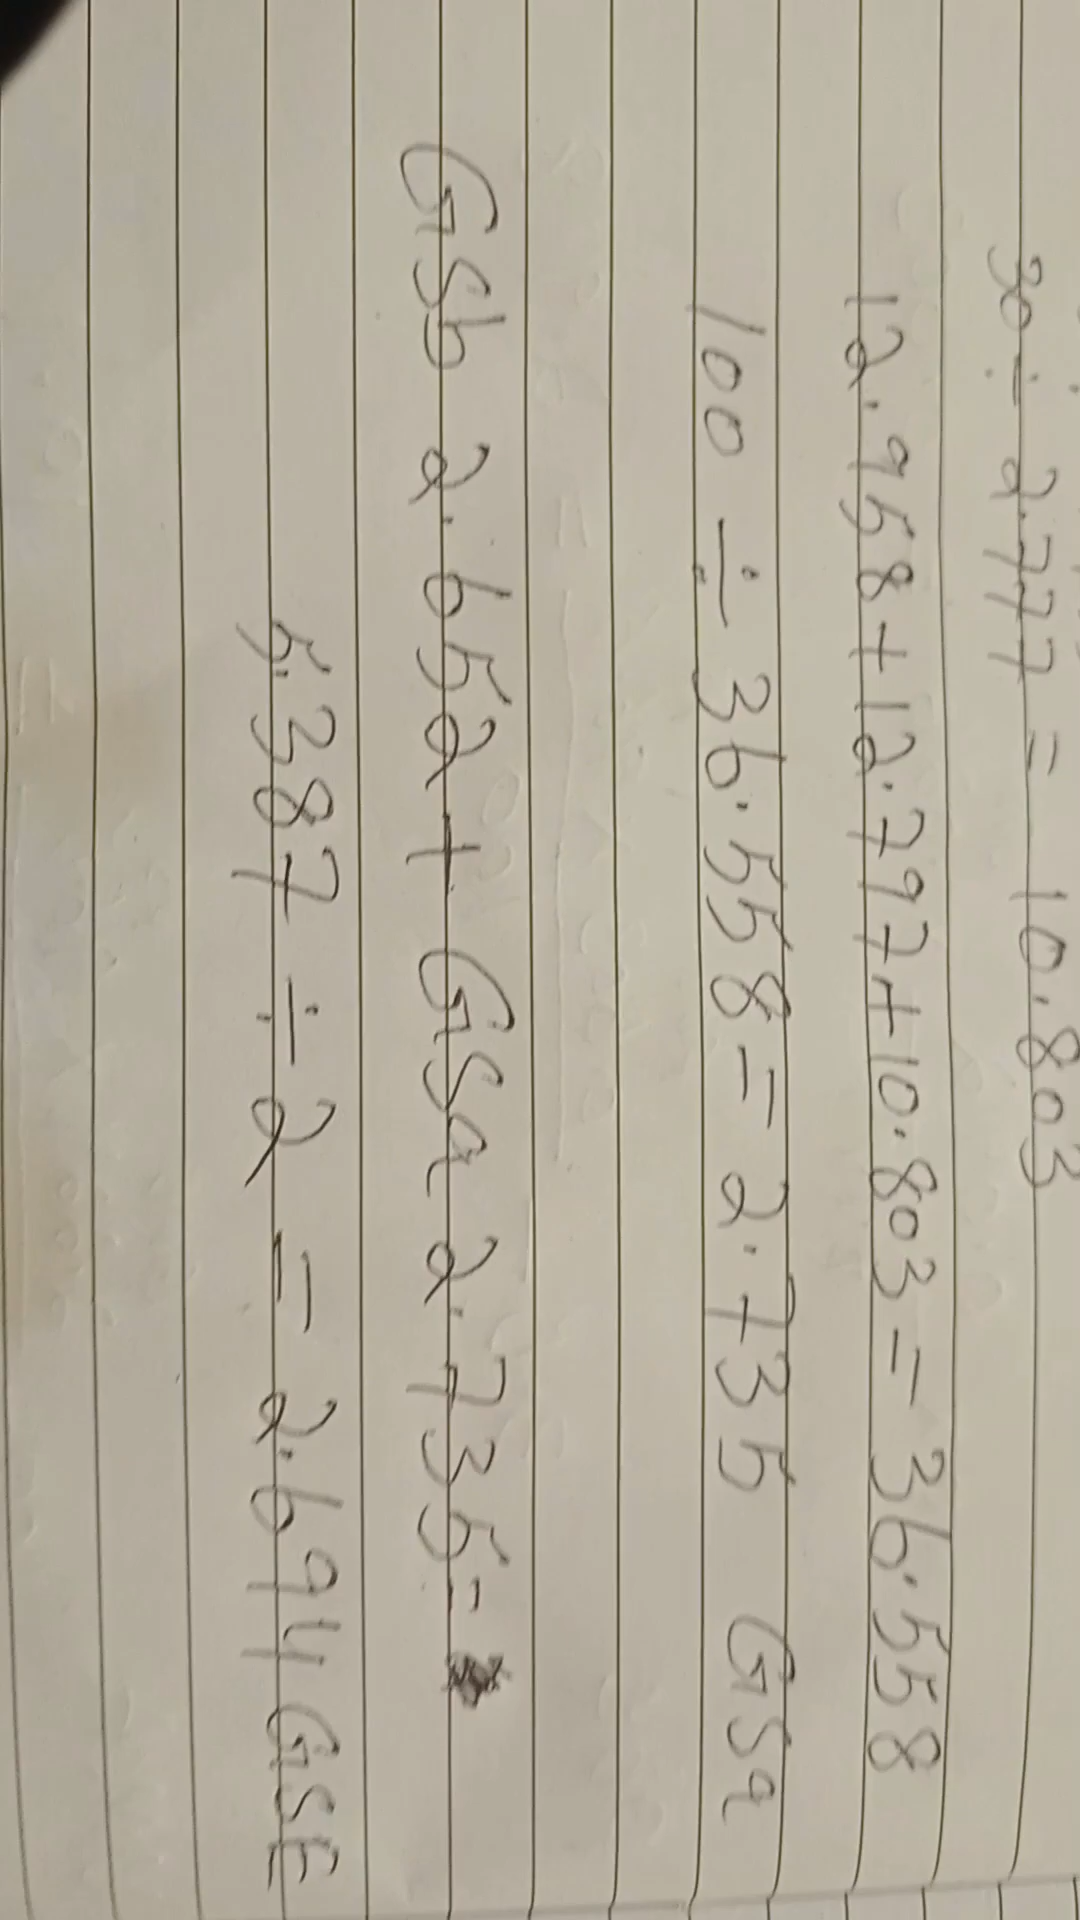 30 ÷ 2.777 = 10.803
12.958+12.797+10.803=36.558
100 ÷ 36.558=2.735 GSa
GSb 2.652+ GSa 2.735=
5.387 ÷ 2 = 2.694 GSE